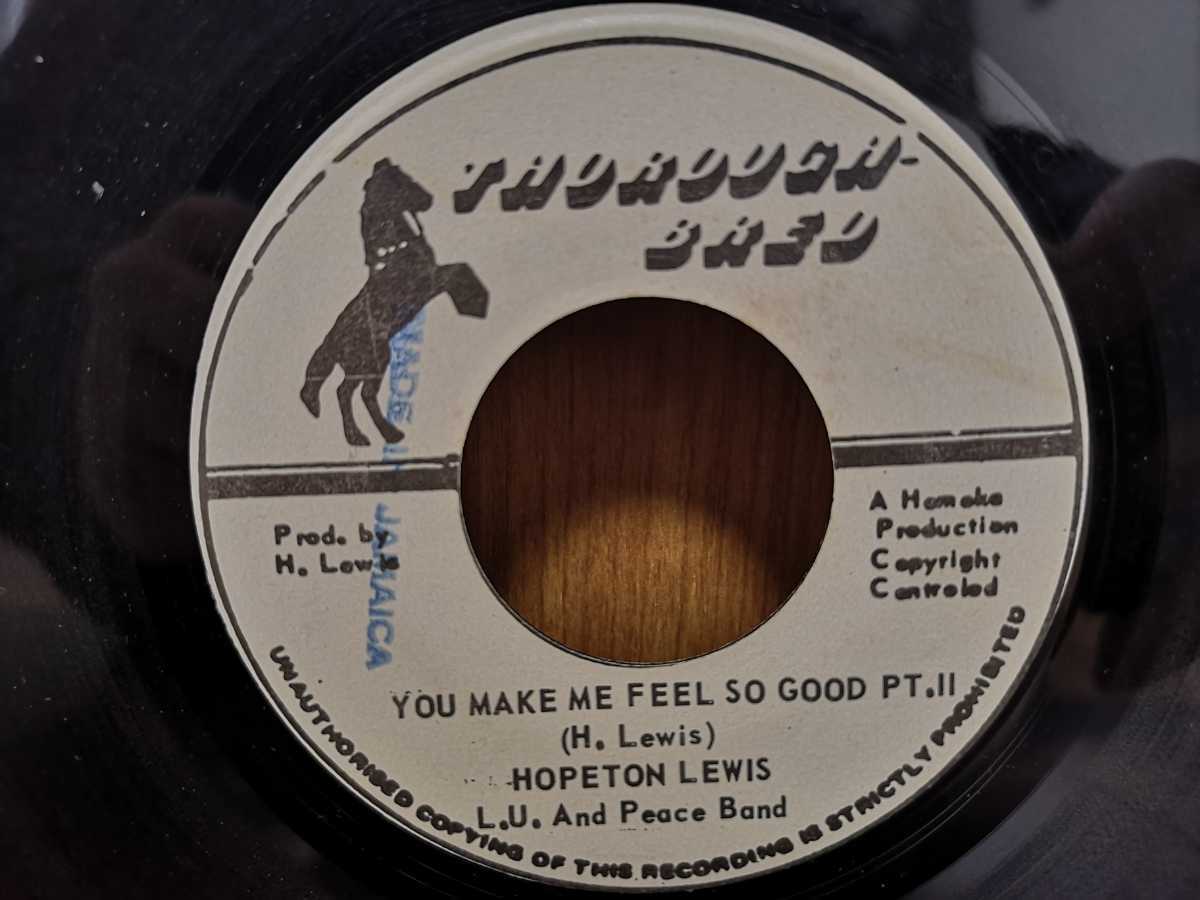 THOROUGH-
BRED
MADE IN JAMAICA
Prod. by
H. Lewis
A Homeke
Production
Copyright
Controled
YOU MAKE ME FEEL SO GOOD PT.II
(H. Lewis)
HOPETON LEWIS
L.U. And Peace Band
UNAUTHORISED COPYING OF THIS RECORDING IS STRICTLY PROHIBITED